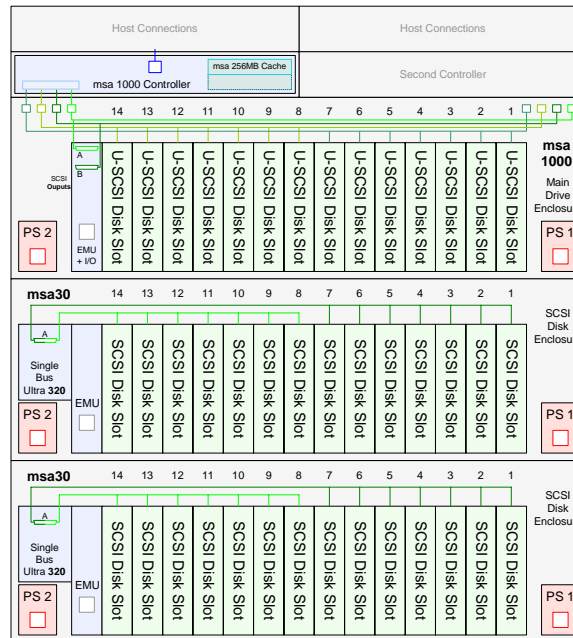 Host Connections
Host Connections
msa 256MB Cache
msa 1000 Controller
Second Controller
14 13 12 11 10 9 8 7 6 5 4 3 2 1
A
B
SCSI
Ouputs
EMU
+ I/O
PS 2
U-SCSI Disk Slot
U-SCSI Disk Slot
U-SCSI Disk Slot
U-SCSI Disk Slot
U-SCSI Disk Slot
U-SCSI Disk Slot
U-SCSI Disk Slot
U-SCSI Disk Slot
U-SCSI Disk Slot
U-SCSI Disk Slot
U-SCSI Disk Slot
U-SCSI Disk Slot
U-SCSI Disk Slot
U-SCSI Disk Slot
msa
1000
Main
Drive
Enclosu
PS 1
msa30
14 13 12 11 10 9 8 7 6 5 4 3 2 1
A
Single
Bus
Ultra 320
PS 2
EMU
SCSI Disk Slot
SCSI Disk Slot
SCSI Disk Slot
SCSI Disk Slot
SCSI Disk Slot
SCSI Disk Slot
SCSI Disk Slot
SCSI Disk Slot
SCSI Disk Slot
SCSI Disk Slot
SCSI Disk Slot
SCSI Disk Slot
SCSI Disk Slot
SCSI Disk Slot
SCSI
Disk
Enclosu
PS 1
msa30
14 13 12 11 10 9 8 7 6 5 4 3 2 1
A
Single
Bus
Ultra 320
PS 2
EMU
SCSI Disk Slot
SCSI Disk Slot
SCSI Disk Slot
SCSI Disk Slot
SCSI Disk Slot
SCSI Disk Slot
SCSI Disk Slot
SCSI Disk Slot
SCSI Disk Slot
SCSI Disk Slot
SCSI Disk Slot
SCSI Disk Slot
SCSI Disk Slot
SCSI Disk Slot
SCSI
Disk
Enclosu
PS 1